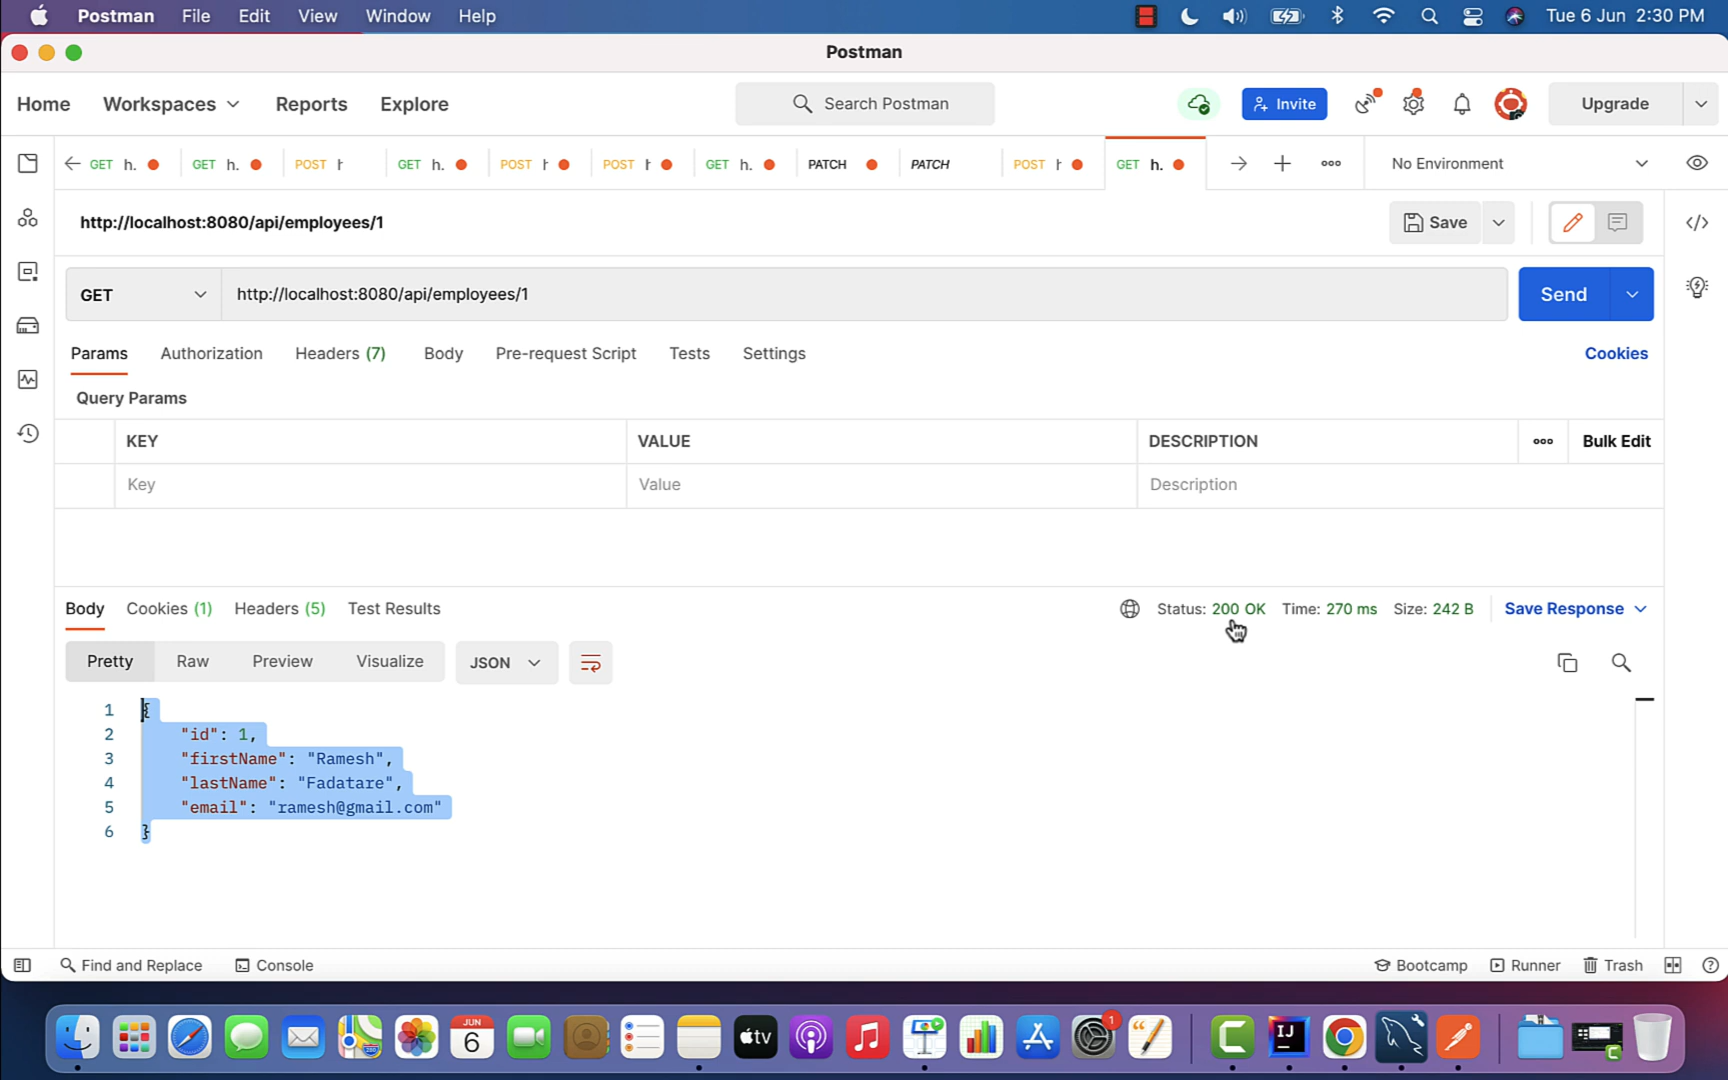 Postman File Edit View Window Help Tue 6 Jun 2:30 PM
Postman
Home Workspaces Reports Explore Search Postman Invite Upgrade
GET h. GET h. POST h GET h. POST h POST h GET h. PATCH PATCH POST h GET h. No Environment
http://localhost:8080/api/employees/1 Save
GET http://localhost:8080/api/employees/1 Send
Params Authorization Headers (7) Body Pre-request Script Tests Settings Cookies
Query Params
KEY VALUE DESCRIPTION Bulk Edit
Key Value Description
Body Cookies (1) Headers (5) Test Results Status: 200 OK Time: 270 ms Size: 242 B Save Response
Pretty Raw Preview Visualize JSON
1 {
2 "id": 1,
3 "firstName": "Ramesh",
4 "lastName": "Fadatare",
5 "email": "ramesh@gmail.com"
6 }
Find and Replace Console Bootcamp Runner Trash
JUN
6
tv
1
IJ